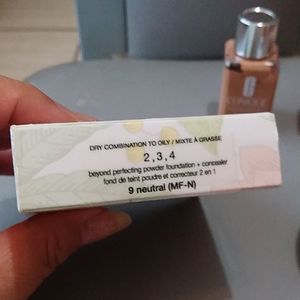 CLINIQUE
DRY COMBINATION TO OILY / MIXTE À GRASSE
2, 3, 4
beyond perfecting powder foundation + concealer
fond de teint poudre et correcteur 2 en 1
9 neutral (MF-N)